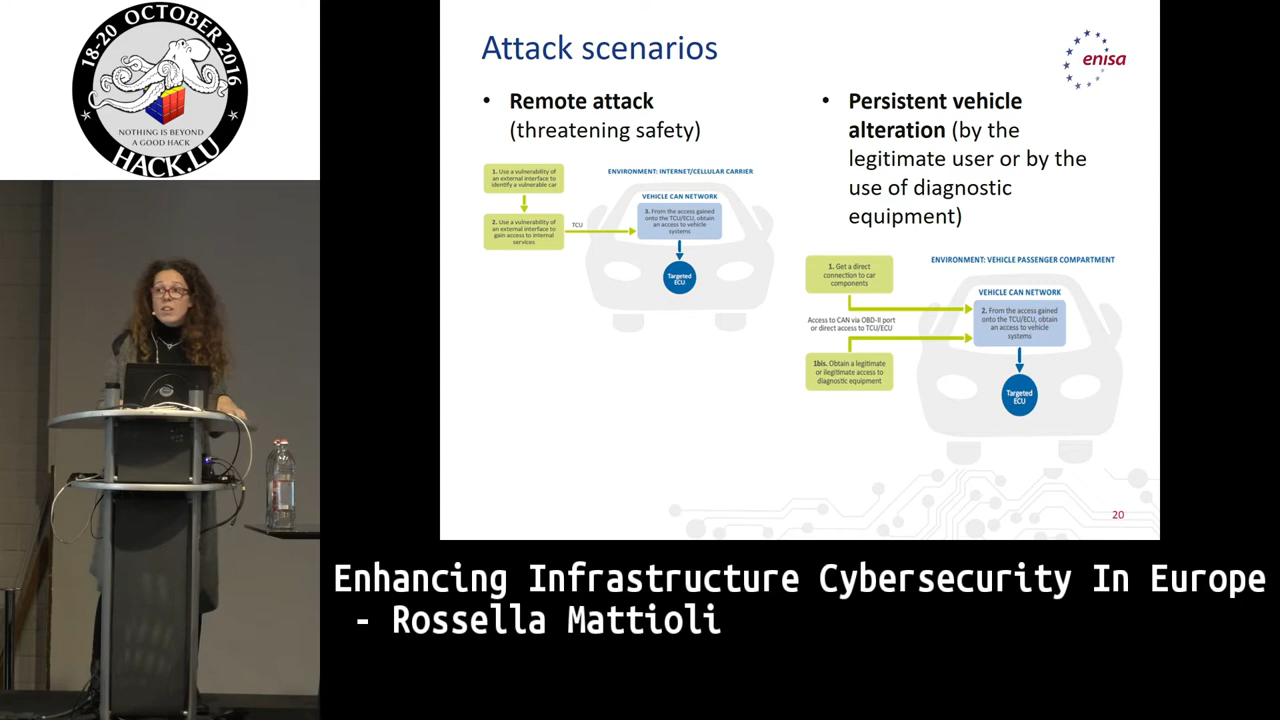 18-20 OCTOBER 2016
NOTHING IS BEYOND
A GOOD HACK
HACK.LU
Attack scenarios
enisa
• Remote attack
(threatening safety)
1. Use a vulnerability of
an external interface to
identify a vulnerable car
2. Use a vulnerability of
an external interface to
gain access to internal
services
TCU
ENVIRONMENT: INTERNET/CELLULAR CARRIER
VEHICLE CAN NETWORK
3. From the access gained
onto the TCU/ECU, obtain
an access to vehicle
systems
Targeted
ECU
• Persistent vehicle
alteration (by the
legitimate user or by the
use of diagnostic
equipment)
1. Get a direct
connection to car
components
Access to CAN via OBD-II port
or direct access to TCU/ECU
1bis. Obtain a legitimate
or ilegitimate access to
diagnostic equipment
ENVIRONMENT: VEHICLE PASSENGER COMPARTMENT
VEHICLE CAN NETWORK
2. From the access gained
onto the TCU/ECU, obtain
an access to vehicle
systems
Targeted
ECU
20
Enhancing Infrastructure Cybersecurity In Europe
- Rossella Mattioli